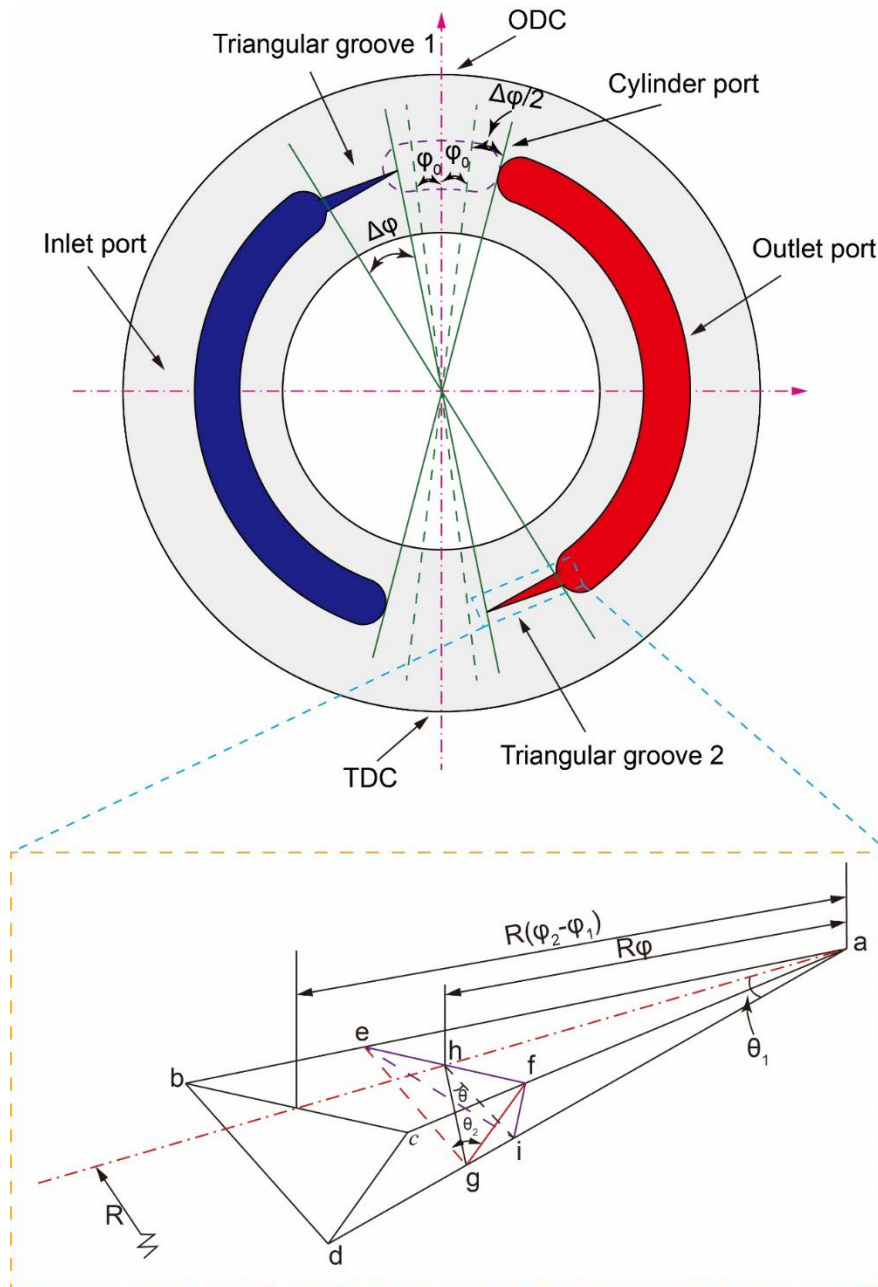 ODC
Triangular groove 1
Δφ/2
Cylinder port
φ₀
φ₀
Δφ
Inlet port
Outlet port
Triangular groove 2
TDC
R(φ₂-φ₁)
Rφ
a
θ₁
e
h
f
b
θ
c
θ₂
i
g
R
d